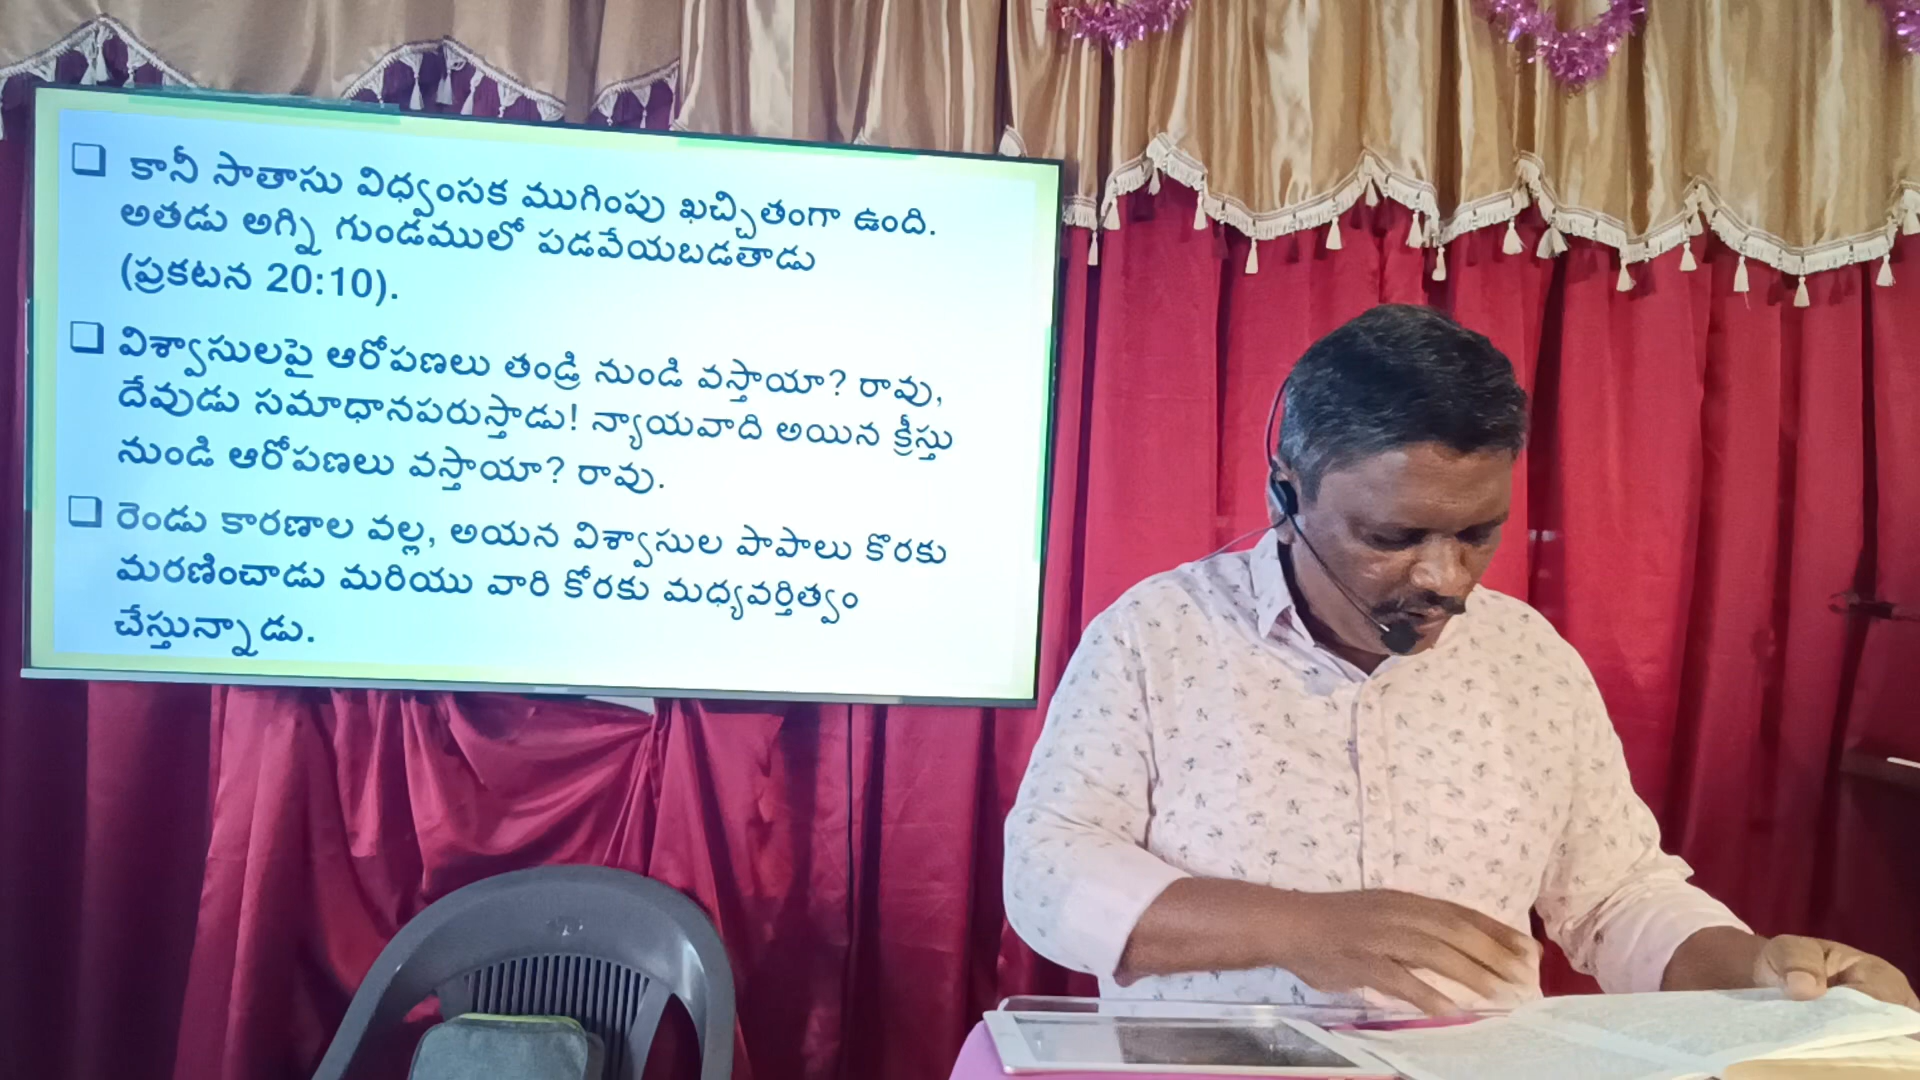 ❑ కానీ సాతాసు విధ్వంసక ముగింపు ఖచ్చితంగా ఉంది.
అతడు అగ్ని గుండములో పడవేయబడతాడు
(ప్రకటన 20:10).
❑ విశ్వాసులపై ఆరోపణలు తండ్రి నుండి వస్తాయా? రావు,
దేవుడు సమాధానపరుస్తాడు! న్యాయవాది అయిన క్రీస్తు
నుండి ఆరోపణలు వస్తాయా? రావు.
❑ రెండు కారణాల వల్ల, అయన విశ్వాసుల పాపాలు కొరకు
మరణించాడు మరియు వారి కోరకు మధ్యవర్తిత్వం
చేస్తున్నాడు.